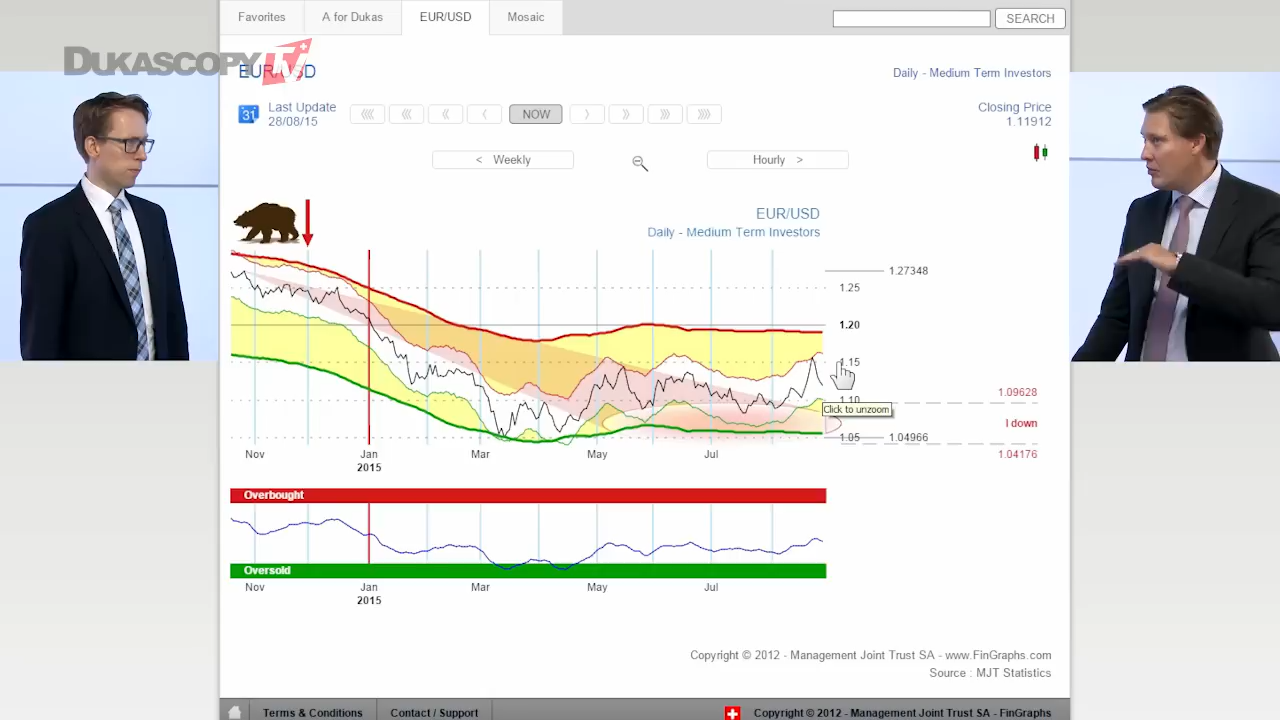 Favorites
A for Dukas
EUR/USD
Mosaic
SEARCH
DUKASCOPY TV
EUR/USD
Daily - Medium Term Investors
31
Last Update
28/08/15
NOW
Closing Price
1.11912
< Weekly
Hourly >
EUR/USD
Daily - Medium Term Investors
1.27348
1.25
1.20
1.15
1.10
1.09628
Click to unzoom
I down
1.05
1.04966
1.04176
Nov
Jan
Mar
May
Jul
2015
Overbought
Oversold
Nov
Jan
Mar
May
Jul
2015
Copyright © 2012 - Management Joint Trust SA - www.FinGraphs.com
Source : MJT Statistics
Terms & Conditions
Contact / Support
Copyright © 2012 - Management Joint Trust SA - FinGraphs